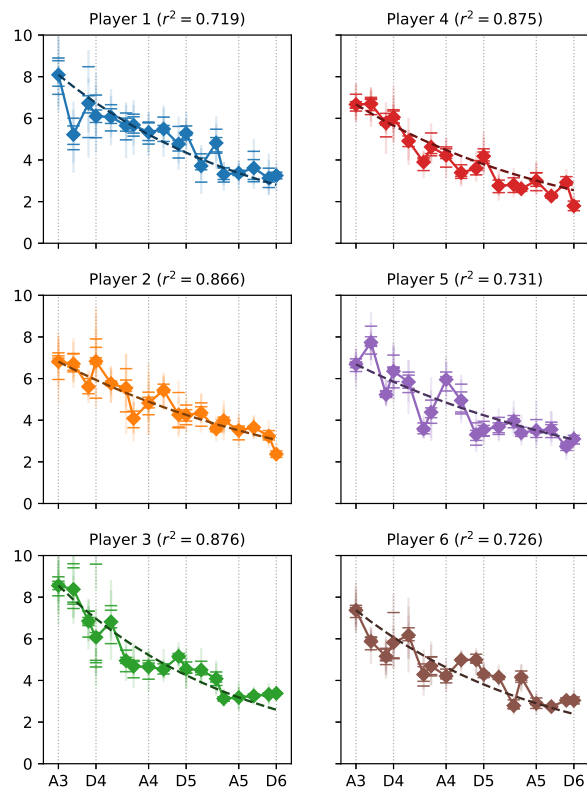 Player 1 (r² = 0.719)
Player 4 (r² = 0.875)
10
8
6
4
2
0
Player 2 (r² = 0.866)
Player 5 (r² = 0.731)
10
8
6
4
2
0
Player 3 (r² = 0.876)
Player 6 (r² = 0.726)
10
8
6
4
2
0
A3 D4 A4 D5 A5 D6
A3 D4 A4 D5 A5 D6